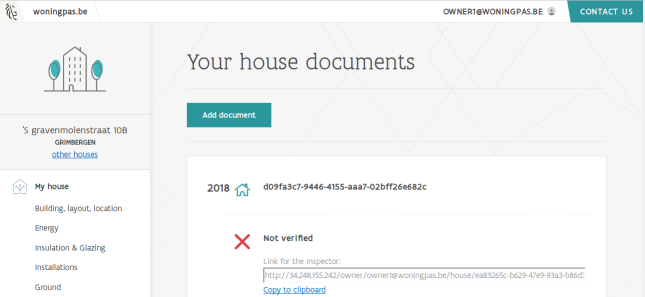 woningpas.be
OWNER1@WONINGPAS.BE
CONTACT US
'S gravenmolenstraat 10B
GRIMBERGEN
other houses
My house
Building, layout, location
Energy
Insulation & Glazing
Installations
Ground
Your house documents
Add document
2018
d09fa3c7-9446-4155-aaa7-02bff26e682c
Not verified
Link for the inspector:
http://34.248.155.242/owner/owner1@woningpas.be/house/ea83265c-b629-47e9-93a3-b86d3
Copy to clipboard